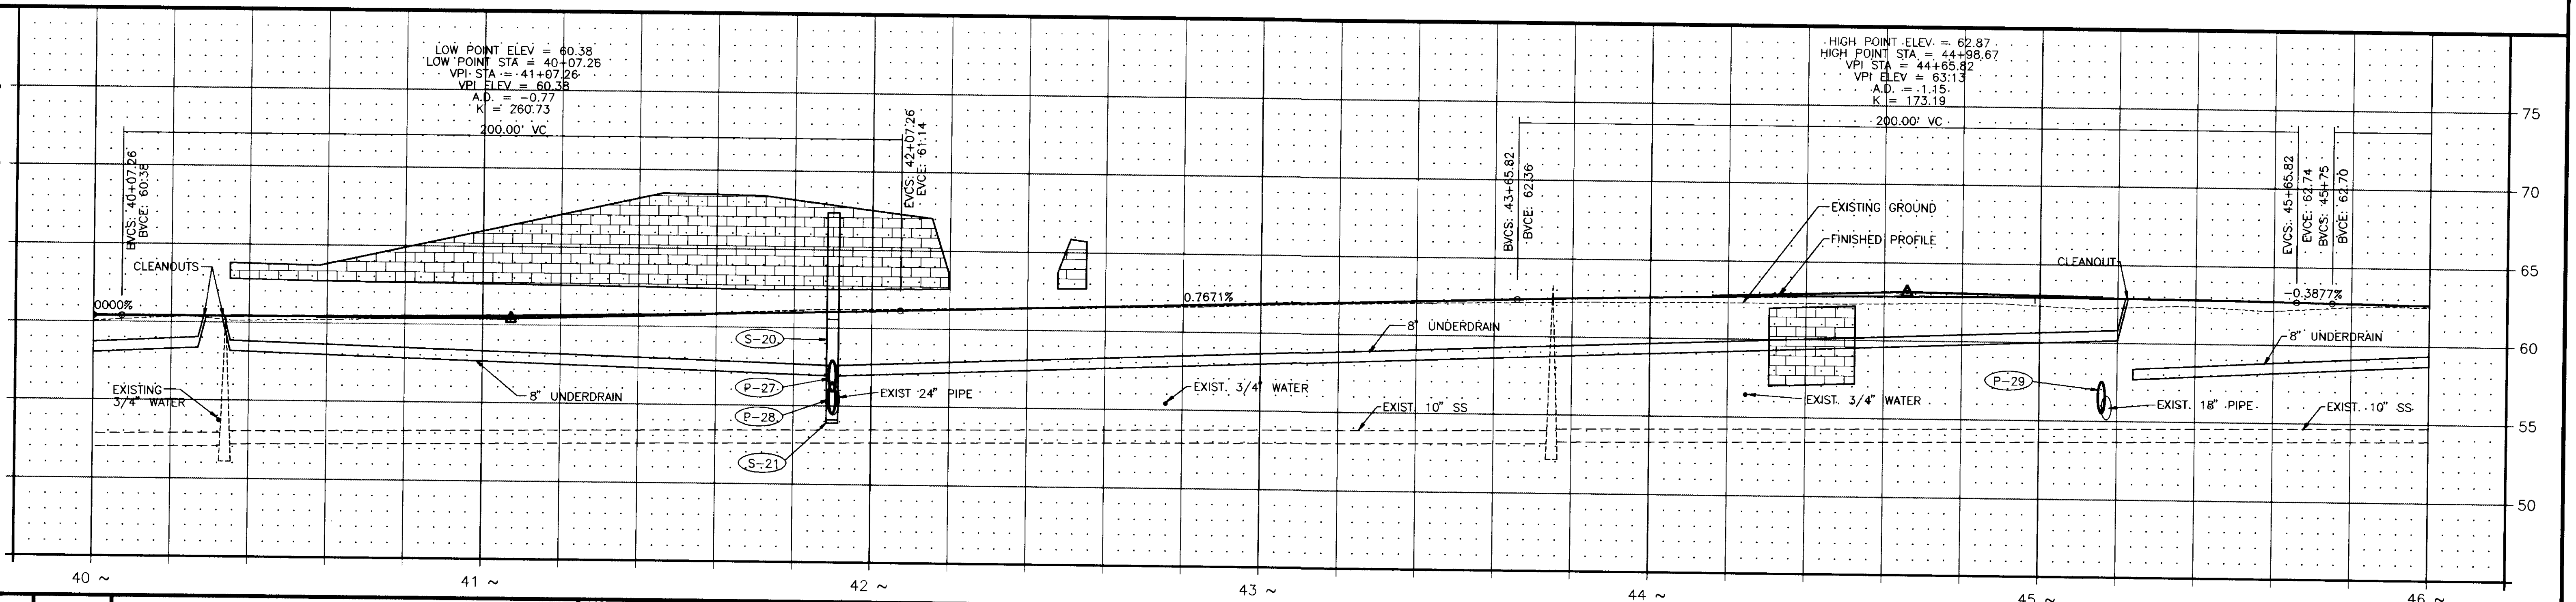 LOW POINT ELEV = 60.38
LOW POINT STA = 40+07.26
VPI STA = 41+07.26
VPI ELEV = 60.38
A.D. = -0.77
K = 260.73
200.00' VC
BVCS: 40+07.26
BVCE: 60.38
EVCS: 42+07.26
EVCE: 61.14
HIGH POINT ELEV = 62.87
HIGH POINT STA = 44+98.67
VPI STA = 44+65.82
VPI ELEV = 63.13
A.D. = 1.15
K = 173.19
200.00' VC
BVCS: 43+65.82
BVCE: 62.36
EVCS: 45+65.82
EVCE: 62.74
BVCS: 45+75
BVCE: 62.70
75
70
65
60
55
50
EXISTING GROUND
FINISHED PROFILE
CLEANOUTS
CLEANOUT
0000%
0.7671%
-0.3877%
S-20
8" UNDERDRAIN
8" UNDERDRAIN
EXISTING
3/4" WATER
8" UNDERDRAIN
P-27
P-28
EXIST 24" PIPE
EXIST. 3/4" WATER
EXIST. 10" SS
EXIST. 3/4" WATER
P-29
EXIST. 18" PIPE
EXIST. 10" SS
S-21
40 ~
41 ~
42 ~
43 ~
44 ~
45 ~
46 ~